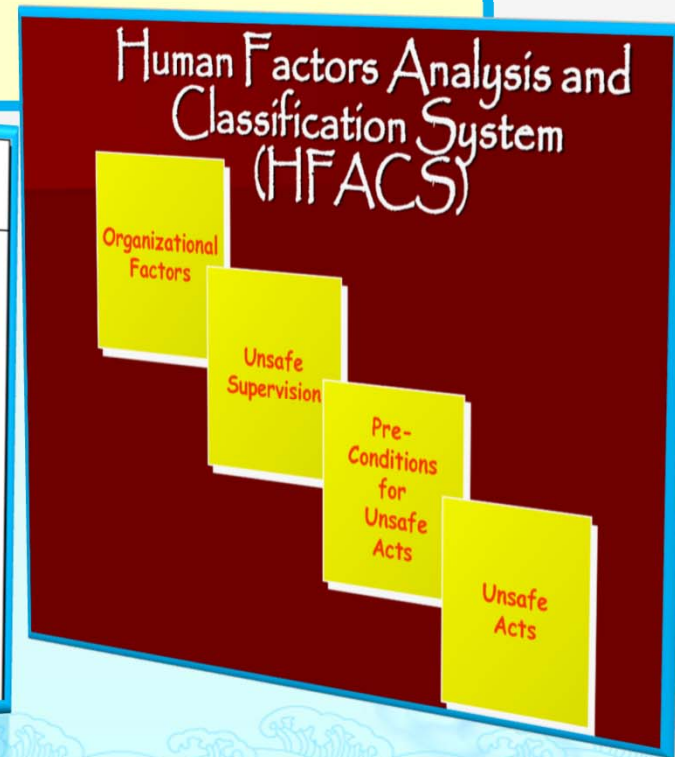 Human Factors Analysis and
Classification System
(HFACS)
Organizational
Factors
Unsafe
Supervision
Pre-
Conditions
for
Unsafe
Acts
Unsafe
Acts